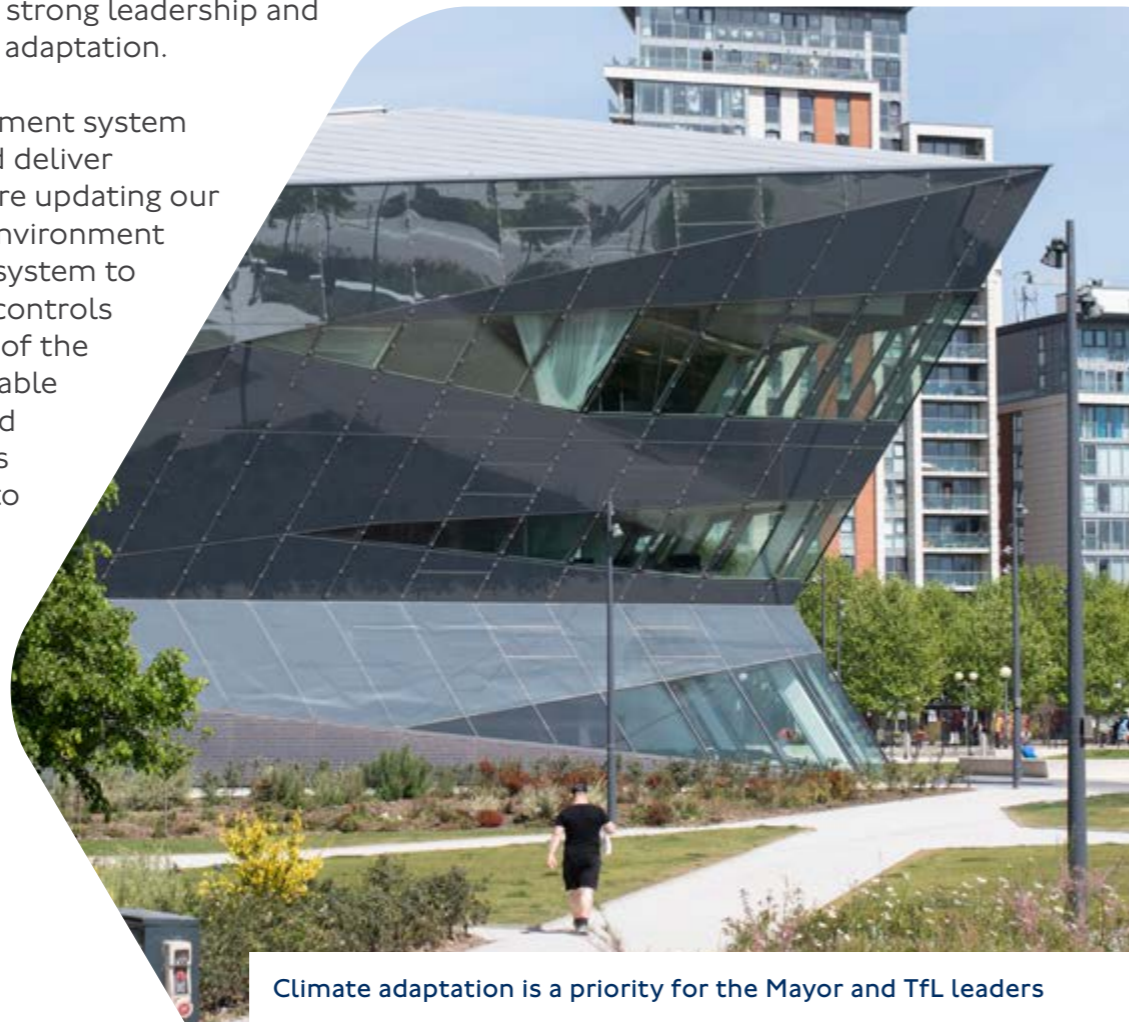 strong leadership and
adaptation.
ment system
d deliver
re updating our
nvironment
system to
controls
of the
able
d
s
to
Climate adaptation is a priority for the Mayor and TfL leaders